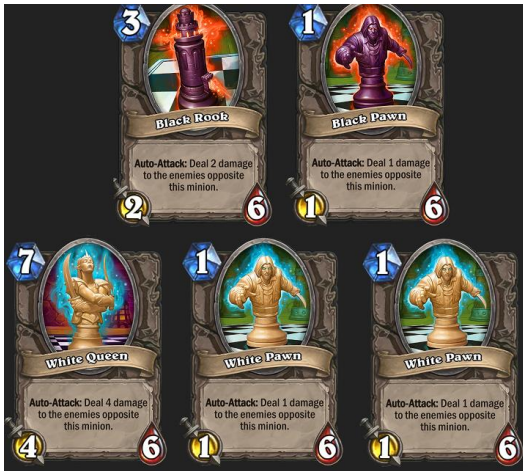 3
Black Rook
Auto-Attack: Deal 2 damage
to the enemies opposite
this minion.
2
6
1
Black Pawn
Auto-Attack: Deal 1 damage
to the enemies opposite
this minion.
1
6
7
White Queen
Auto-Attack: Deal 4 damage
to the enemies opposite
this minion.
4
6
1
White Pawn
Auto-Attack: Deal 1 damage
to the enemies opposite
this minion.
1
6
1
White Pawn
Auto-Attack: Deal 1 damage
to the enemies opposite
this minion.
1
6